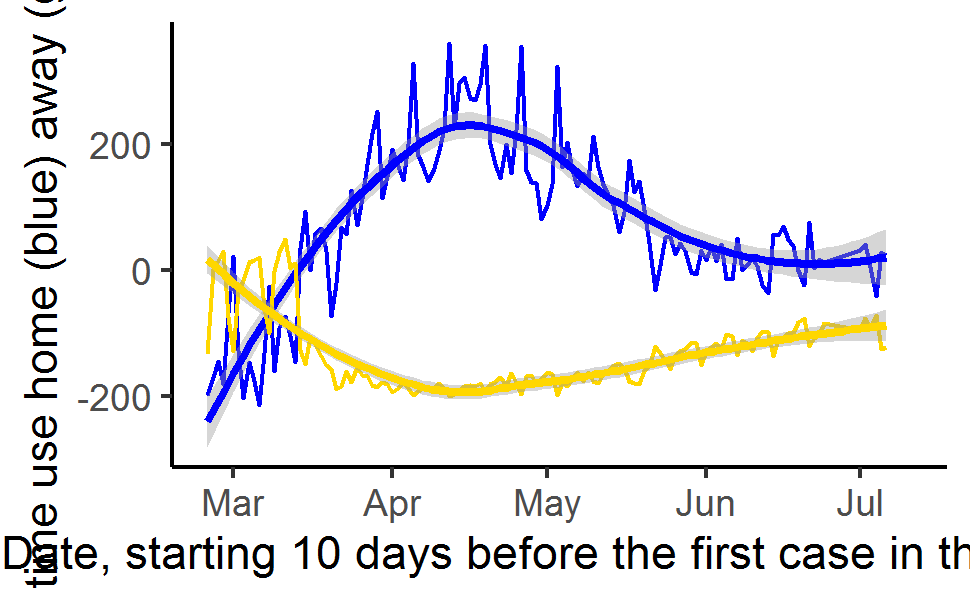 time use home (blue) away (
200
0
-200
Mar Apr May Jun Jul
Date, starting 10 days before the first case in th